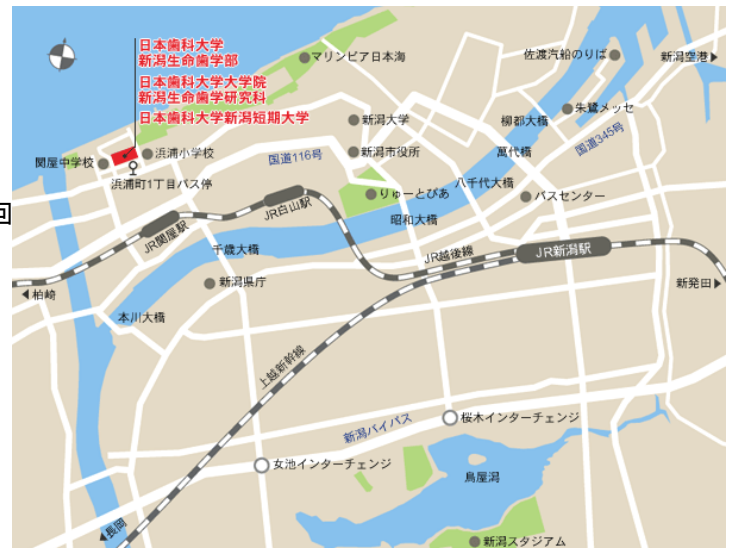 日本歯科大学
新潟生命歯学部
日本歯科大学大学院
新潟生命歯学研究科
日本歯科大学新潟短期大学
マリンピア日本海
佐渡汽船のりば
新潟空港▶
朱鷺メッセ
柳都大橋
国道345号
新潟大学
萬代橋
関屋中学校
浜浦小学校
国道116号
新潟市役所
浜浦町1丁目バス停
りゅーとぴあ
八千代大橋
バスセンター
回
JR白山駅
昭和大橋
JR関屋駅
千歳大橋
JR越後線
JR新潟駅
◀柏崎
新潟県庁
新発田▶
本川大橋
上越新幹線
新潟バイパス
桜木インターチェンジ
女池インターチェンジ
鳥屋潟
◀長岡
新潟スタジアム